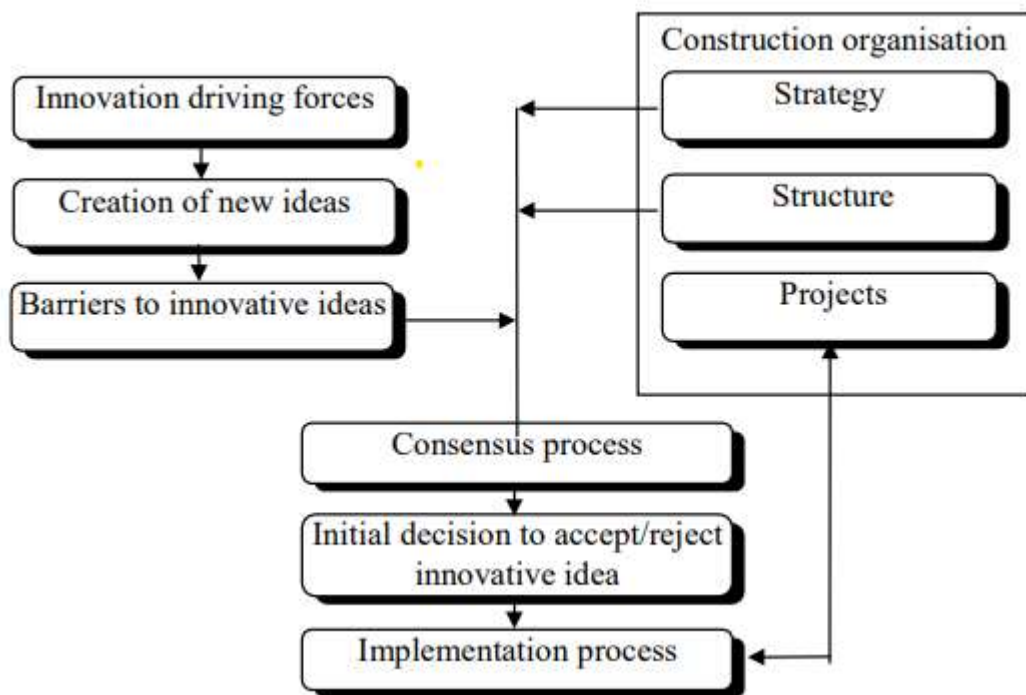 Construction organisation
Innovation driving forces
Strategy
Creation of new ideas
Structure
Barriers to innovative ideas
Projects
Consensus process
Initial decision to accept/reject
innovative idea
Implementation process